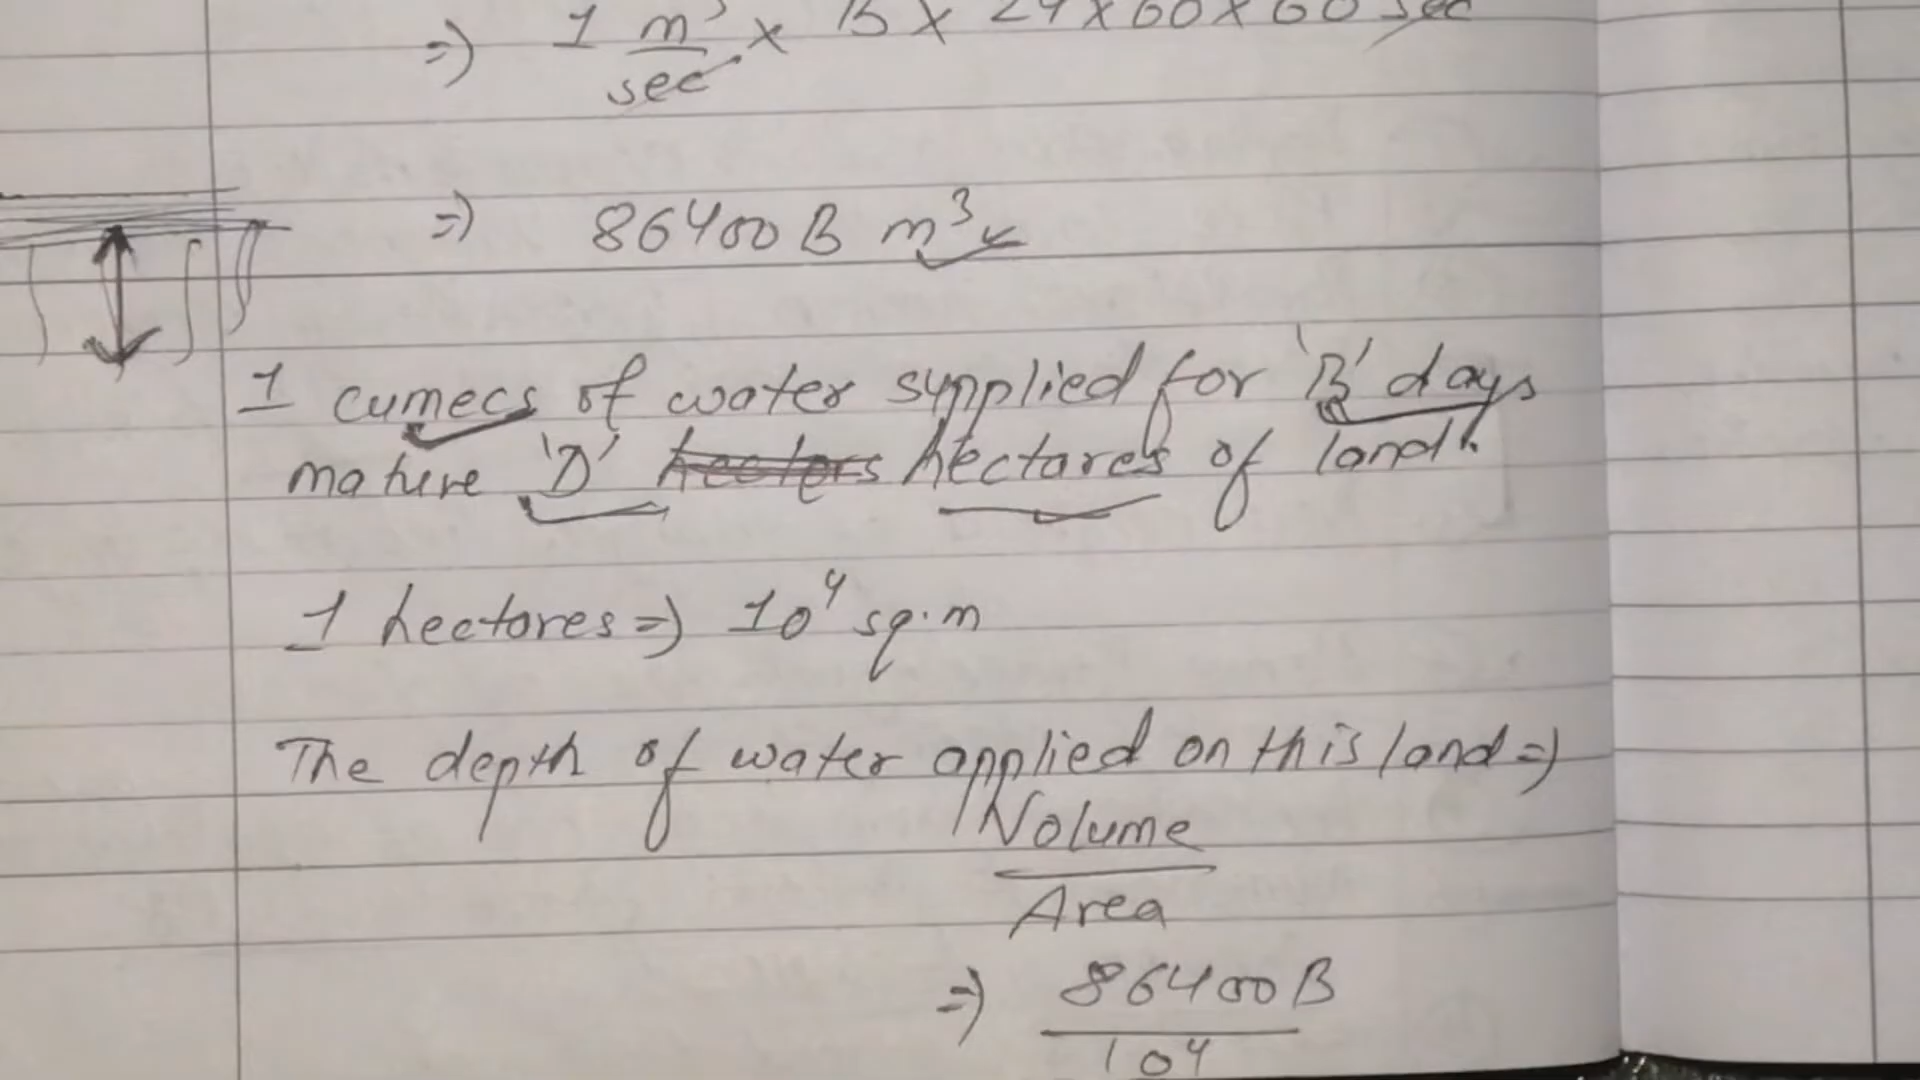 =) 1 m³/sec × B × 24×60×60 sec
=) 86400 B m³
1 cumecs of water supplied for 'B' days
mature 'D' hectors hectares of land.
1 hectores =) 10⁴ sq.m
The depth of water applied on this land =)
Volume
Area
=) 86400 B
10⁴